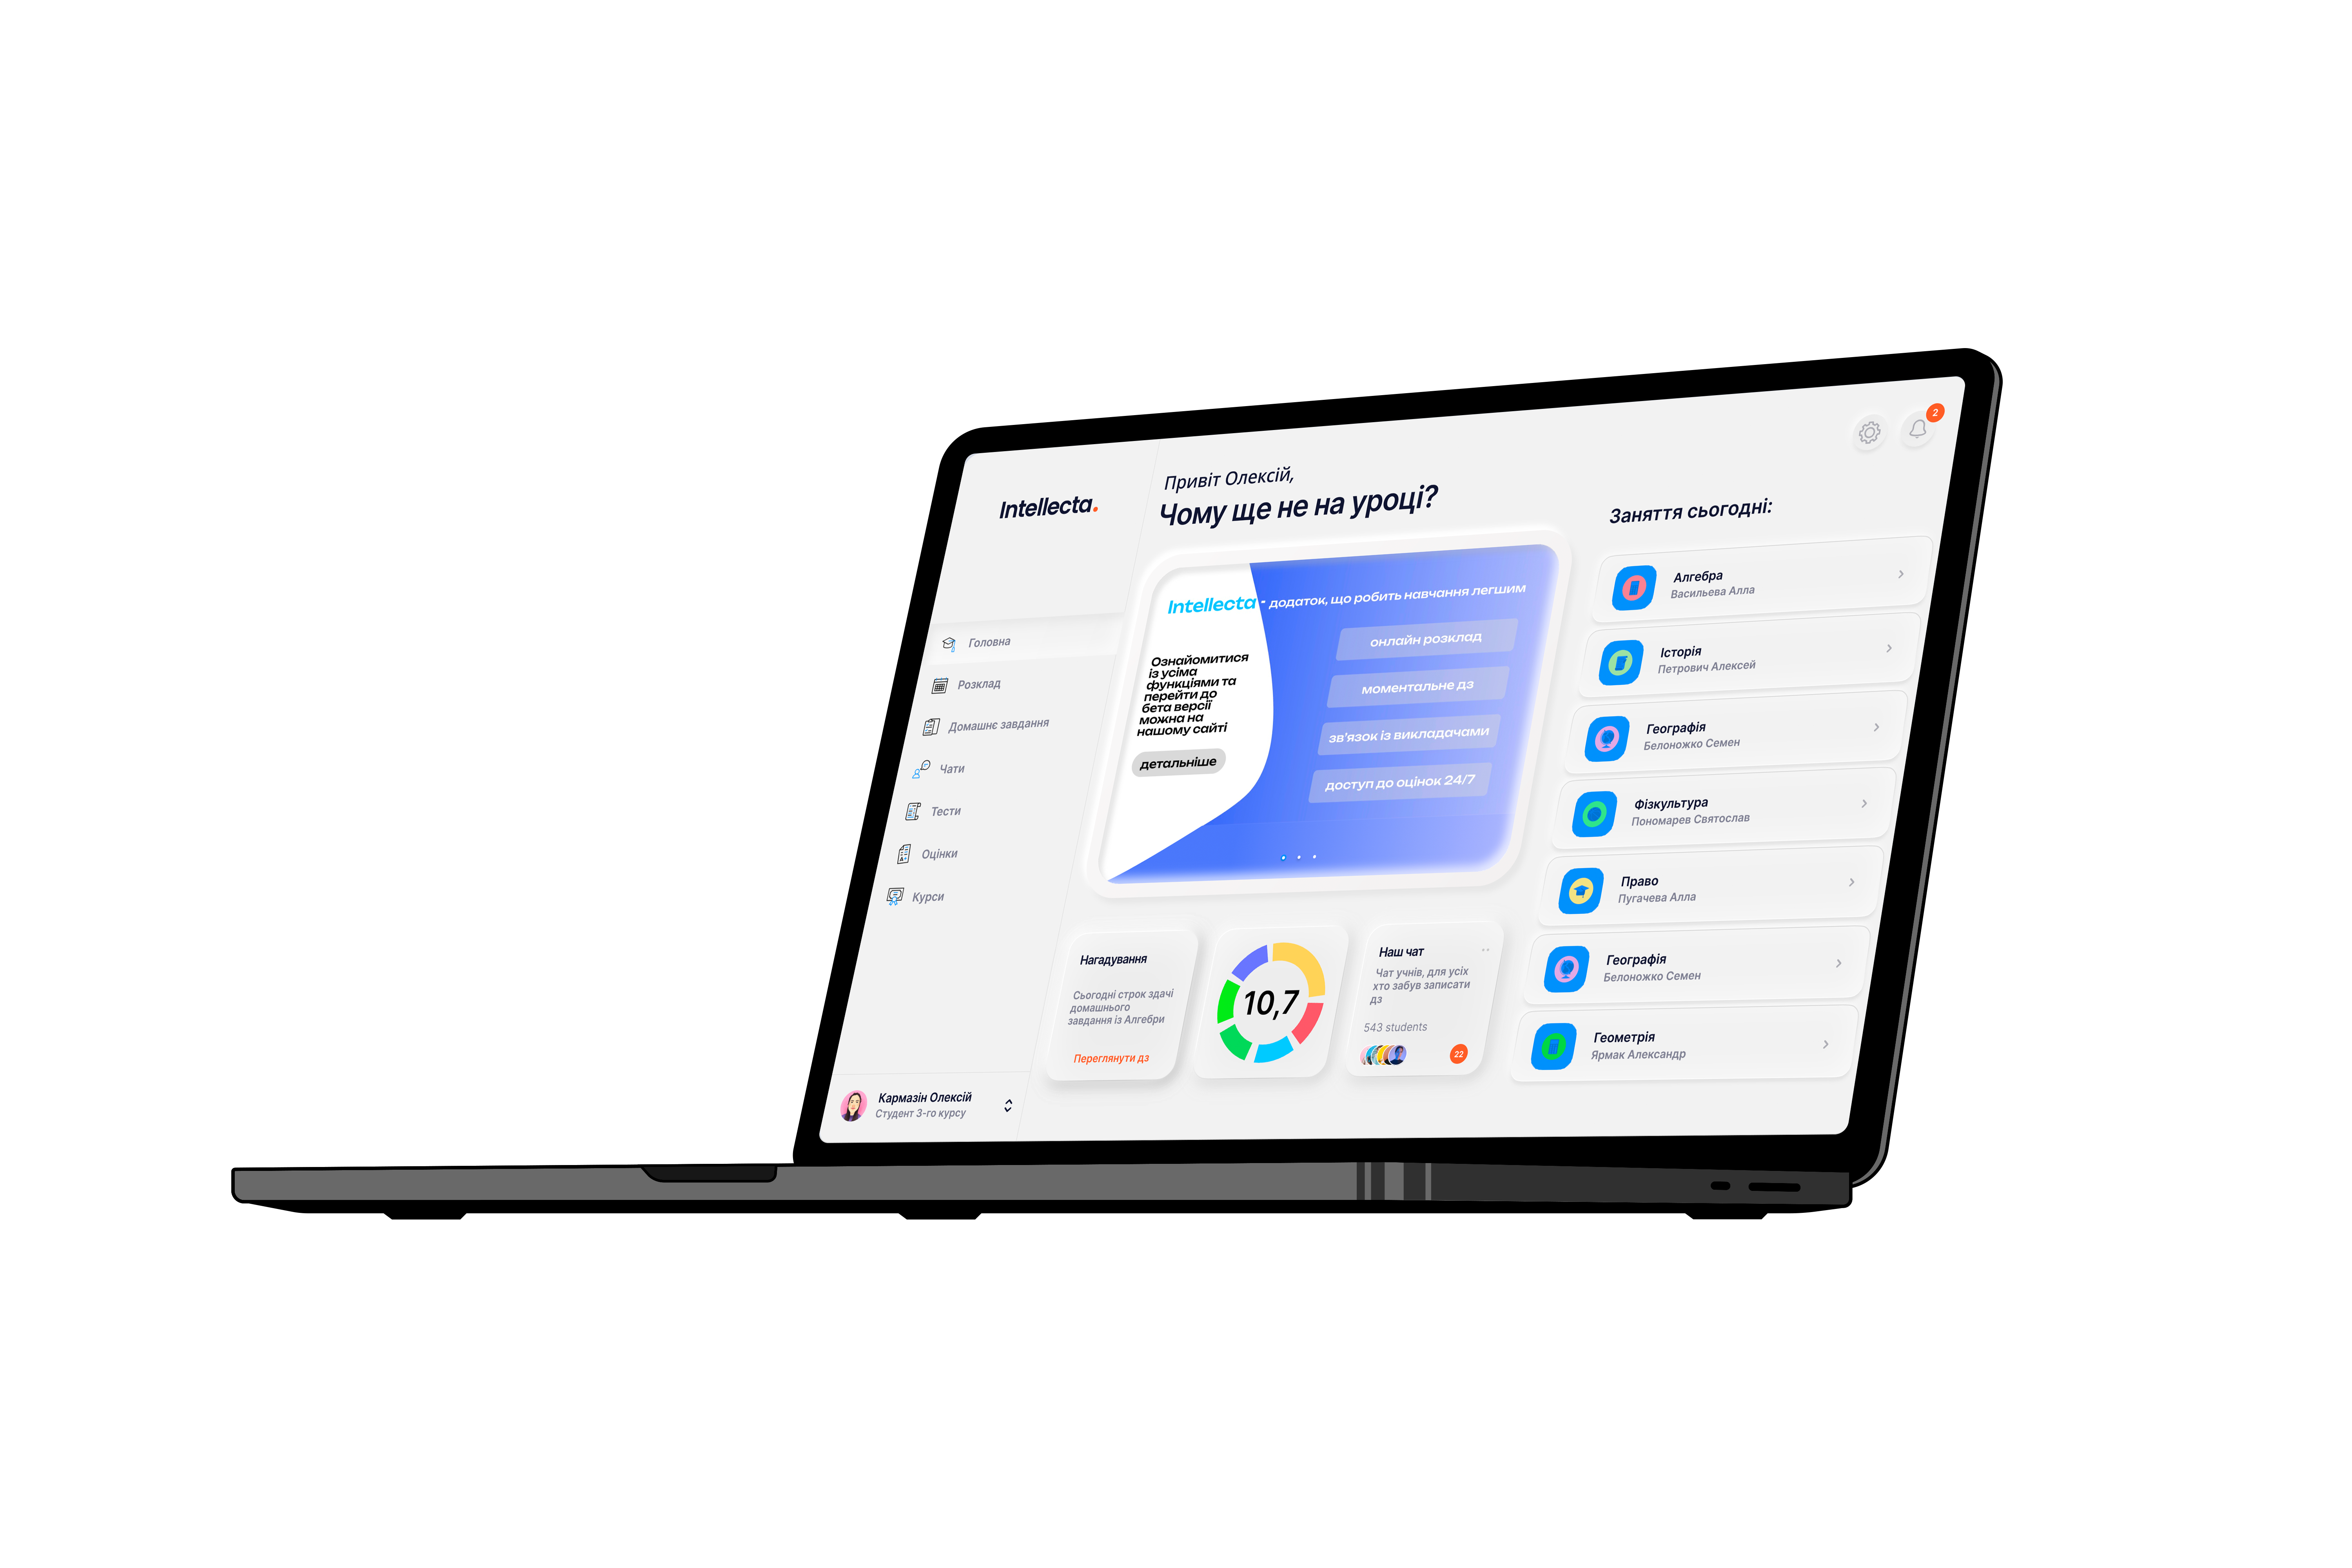 Intellecta.
Головна
Розклад
Домашнє завдання
Чати
Тести
Оцінки
Курси
Кармазін Олексій
Студент 3-го курсу
Привіт Олексій,
Чому ще не на уроці?
Intellecta - додаток, що робить навчання легшим
Ознайомитися
із усіма
функціями та
перейти до
бета версії
можна на
нашому сайті
детальніше
онлайн розклад
моментальне дз
зв'язок із викладачами
доступ до оцінок 24/7
Нагадування
Сьогодні строк здачі
домашнього
завдання із Алгебри
Переглянути дз
10,7
Наш чат
Чат учнів, для усіх
хто забув записати
дз
543 students
22
2
Заняття сьогодні:
Алгебра
Васильева Алла
Історія
Петрович Алексей
Географія
Белоножко Семен
Фізкультура
Пономарев Святослав
Право
Пугачева Алла
Географія
Белоножко Семен
Геометрія
Ярмак Александр